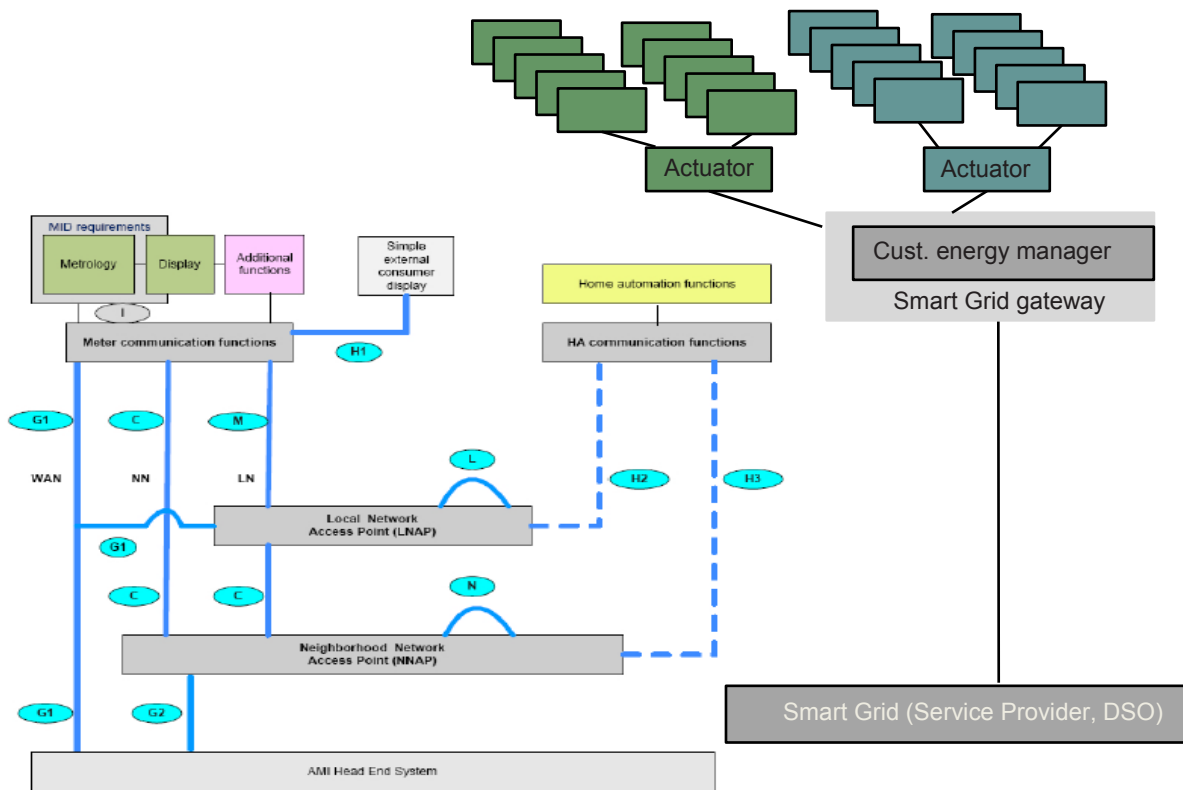 Actuator
Actuator
Cust. energy manager
Smart Grid gateway
MID requirements
Metrology
Display
Additional
functions
Simple
external
consumer
display
Home automation functions
I
Meter communication functions
H1
HA communication functions
G1
C
M
WAN
NN
LN
L
H2
H3
Local Network
Access Point (LNAP)
G1
C
C
N
Neighborhood Network
Access Point (NNAP)
G1
G2
Smart Grid (Service Provider, DSO)
AMI Head End System